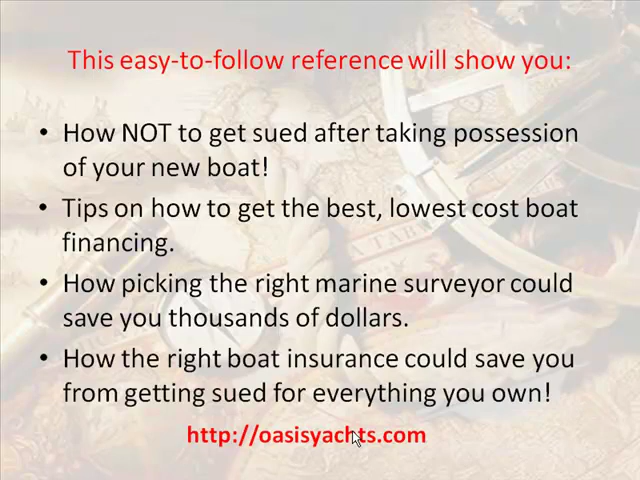 This easy-to-follow reference will show you:
• How NOT to get sued after taking possession
of your new boat!
• Tips on how to get the best, lowest cost boat
financing.
• How picking the right marine surveyor could
save you thousands of dollars.
• How the right boat insurance could save you
from getting sued for everything you own!
http://oasisyachts.com